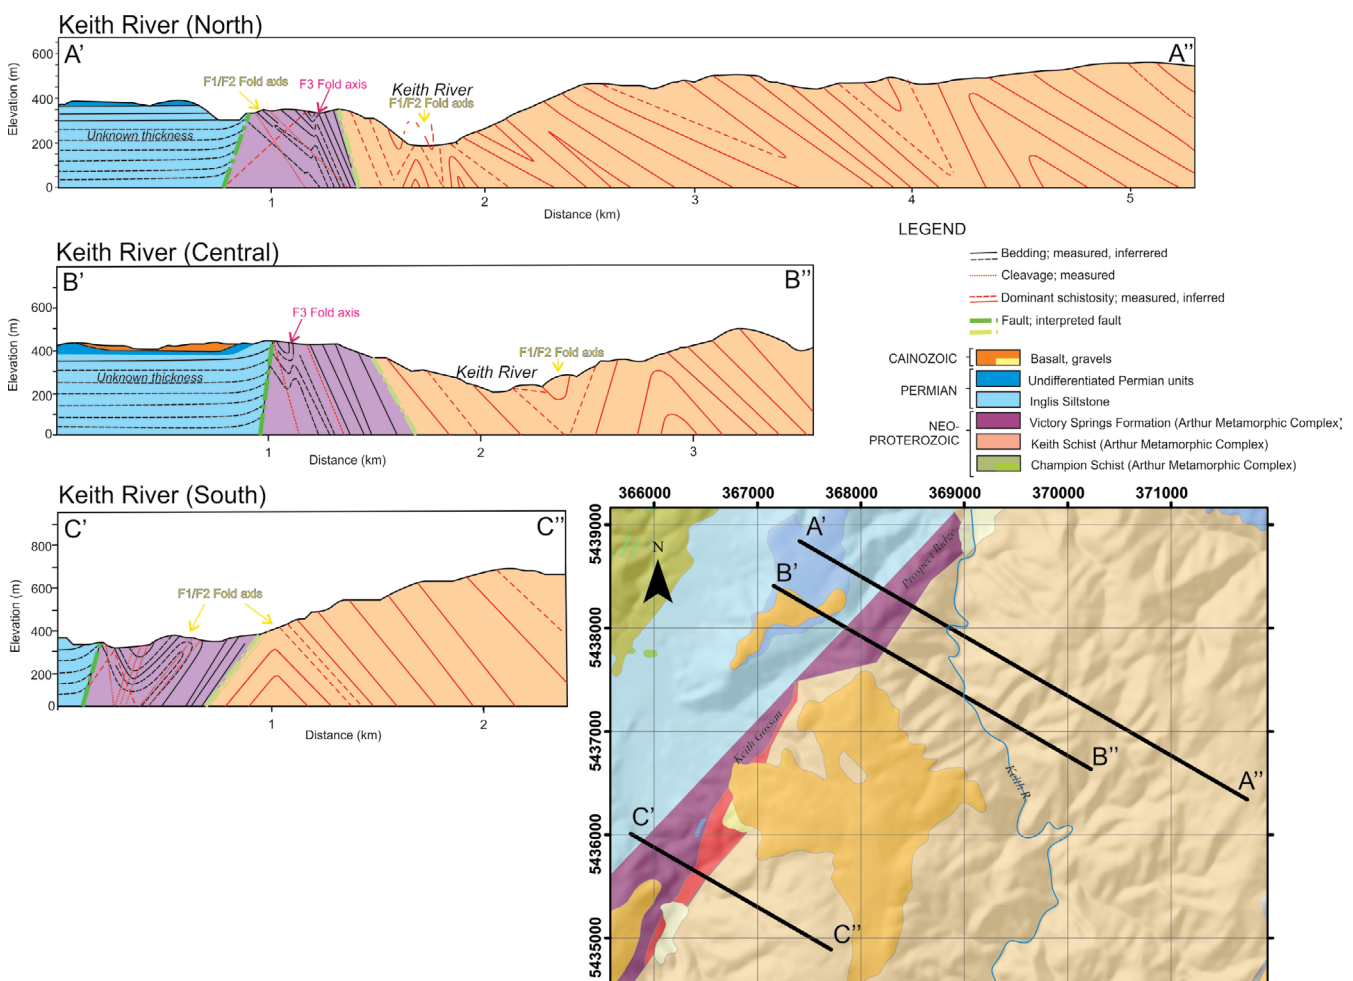 Keith River (North)
A'
A"
600
400
200
0
Elevation (m)
F1/F2 Fold axis
F3 Fold axis
Keith River
F1/F2 Fold axis
Unknown thickness
1
2
3
4
5
Distance (km)
Keith River (Central)
B'
B"
600
400
200
0
Elevation (m)
F3 Fold axis
F1/F2 Fold axis
Keith River
Unknown thickness
1
2
3
Distance (km)
LEGEND
Bedding; measured, inferrered
Cleavage; measured
Dominant schistosity; measured, inferred
Fault; interpreted fault
CAINOZOIC
Basalt, gravels
PERMIAN
Undifferentiated Permian units
Inglis Siltstone
NEO-
PROTEROZOIC
Victory Springs Formation (Arthur Metamorphic Complex)
Keith Schist (Arthur Metamorphic Complex)
Champion Schist (Arthur Metamorphic Complex)
Keith River (South)
C'
C"
800
600
400
200
0
Elevation (m)
F1/F2 Fold axis
1
2
Distance (km)
366000 367000 368000 369000 370000 371000
5439000
5438000
5437000
5436000
5435000
N
A'
B'
Prospect Ridge
Keith Gossan
Keith R.
B"
A"
C'
C"